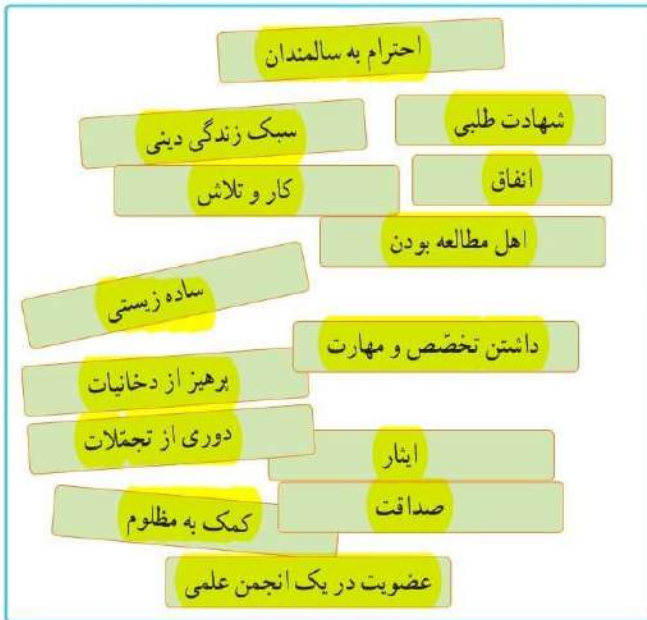 احترام به سالمندان
شهادت طلبی
سبک زندگی دینی
انفاق
کار و تلاش
اهل مطالعه بودن
ساده زیستی
داشتن تخصّص و مهارت
پرهیز از دخانیات
دوری از تجمّلات
ایثار
صداقت
کمک به مظلوم
عضویت در یک انجمن علمی